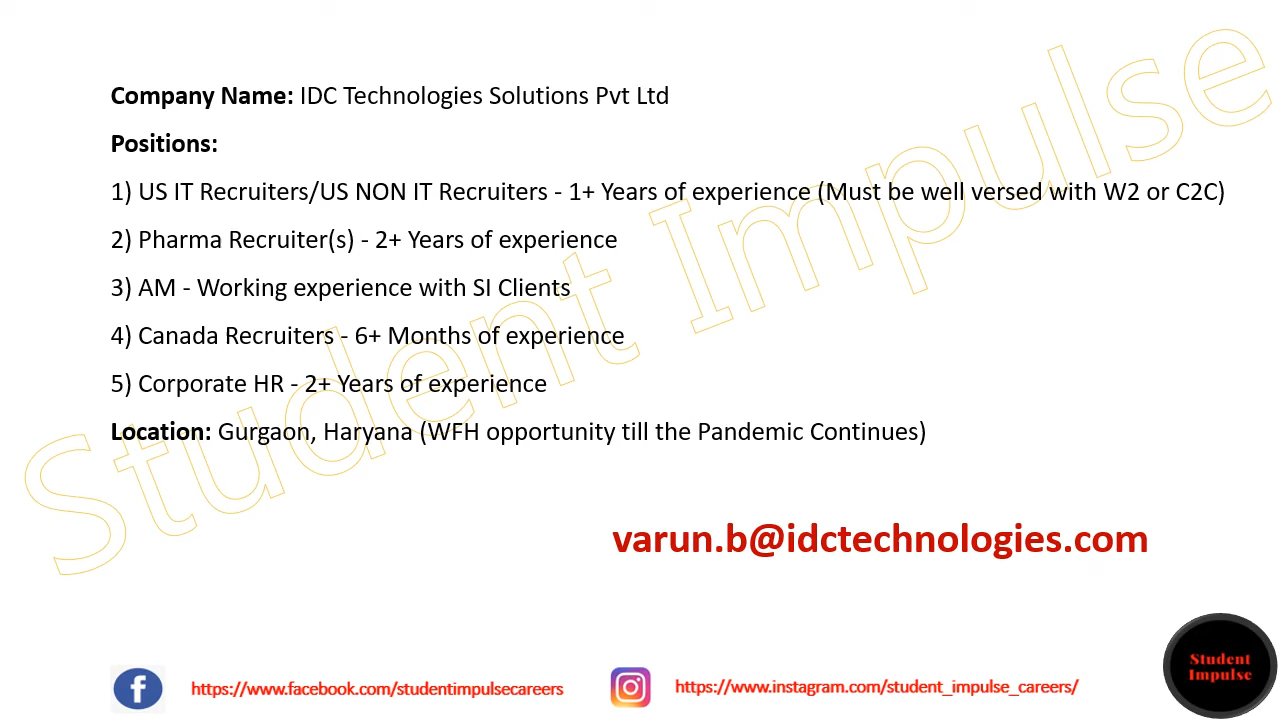 Company Name: IDC Technologies Solutions Pvt Ltd
Positions:
1) US IT Recruiters/US NON IT Recruiters - 1+ Years of experience (Must be well versed with W2 or C2C)
2) Pharma Recruiter(s) - 2+ Years of experience
3) AM - Working experience with SI Clients
4) Canada Recruiters - 6+ Months of experience
5) Corporate HR - 2+ Years of experience
Location: Gurgaon, Haryana (WFH opportunity till the Pandemic Continues)
Student Impulse
varun.b@idctechnologies.com
https://www.facebook.com/studentimpulsecareers
https://www.instagram.com/student_impulse_careers/
Student
Impulse